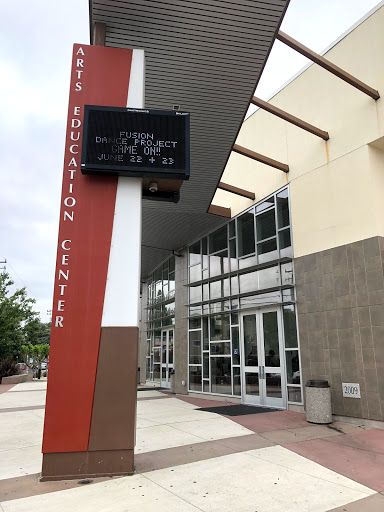 ARTS EDUCATION CENTER
FUSION
DANCE PROJECT
GAME ON!!
JUNE 22 + 23
2009